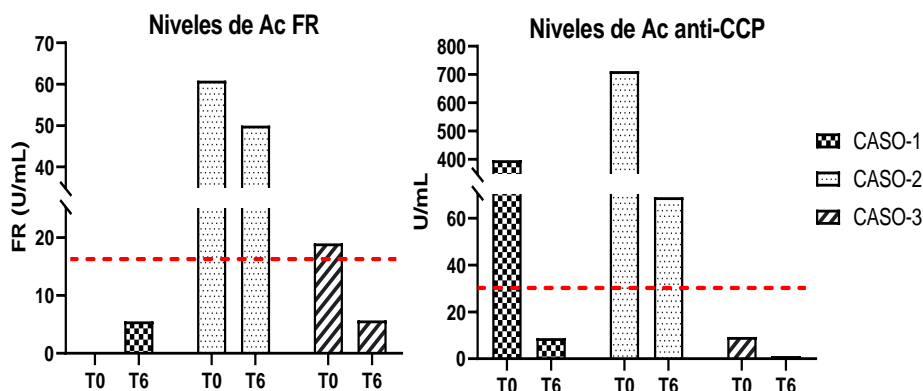 Niveles de Ac FR
FR (U/mL)
70
60
50
40
20
10
0
T0 T6 T0 T6 T0 T6
Niveles de Ac anti-CCP
U/mL
800
700
600
500
400
60
40
20
0
T0 T6 T0 T6 T0 T6
CASO-1
CASO-2
CASO-3